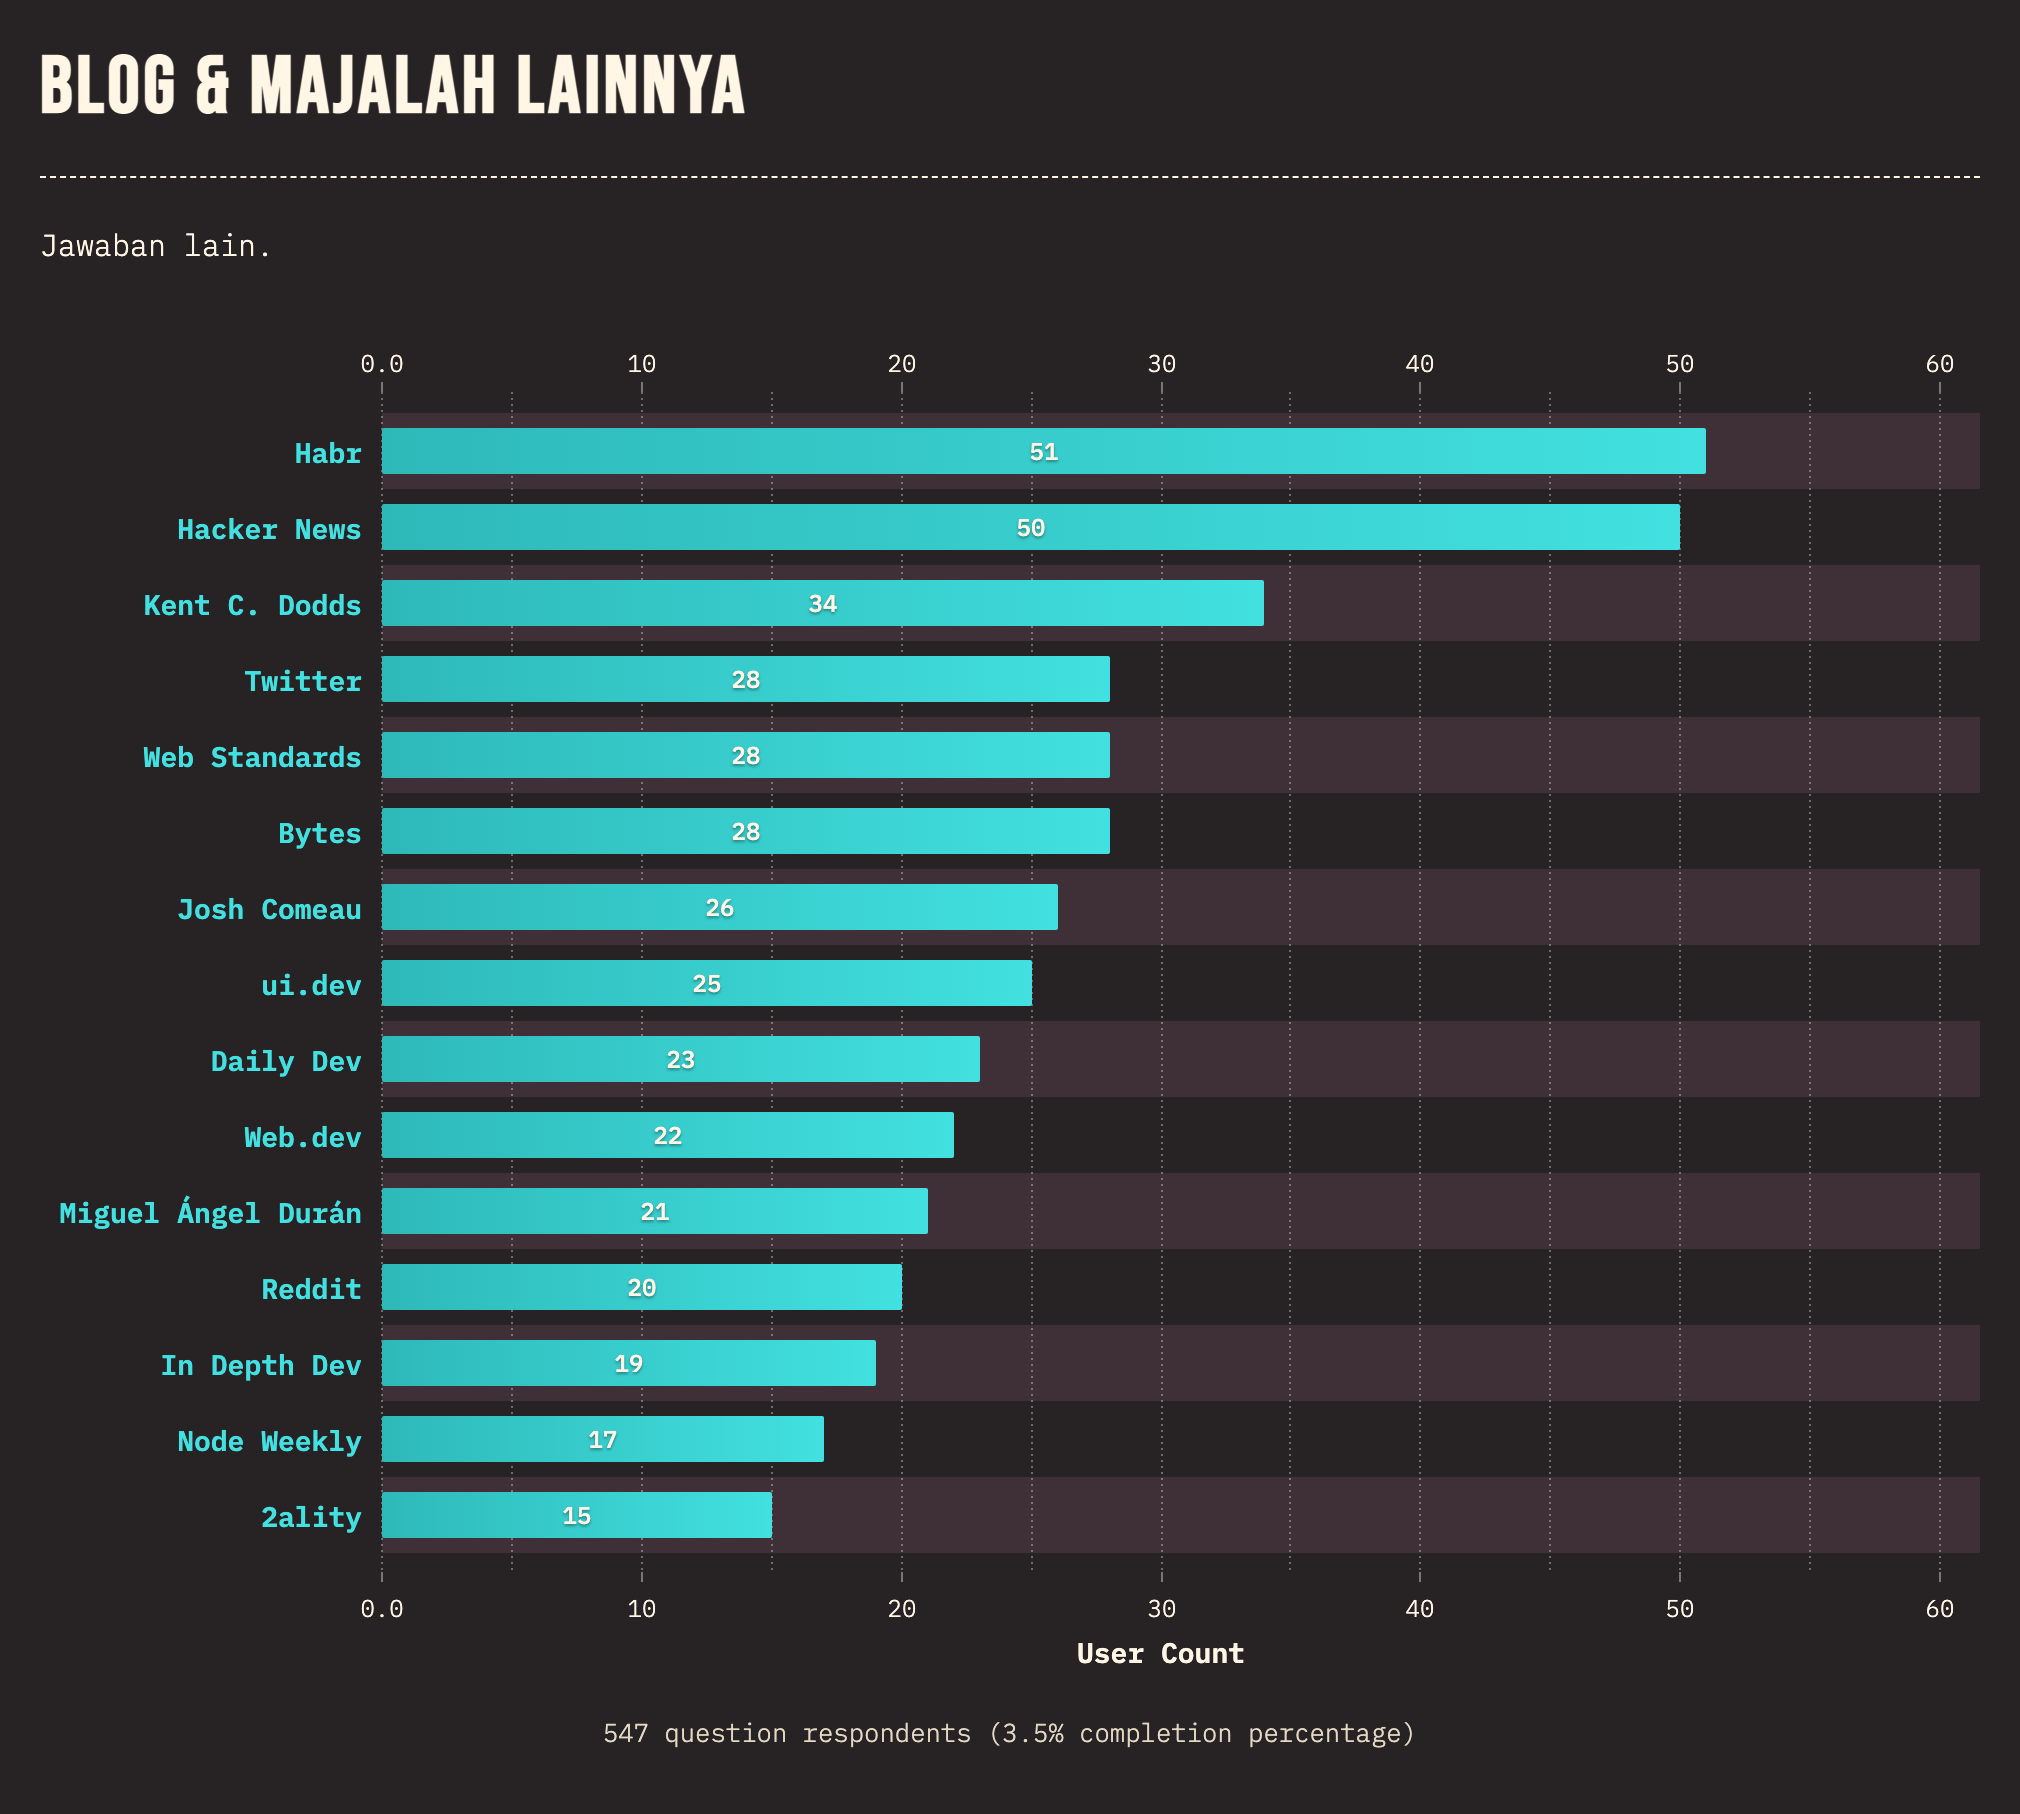 BLOG & MAJALAH LAINNYA
Jawaban lain.
0.0 10 20 30 40 50 60
Habr 51
Hacker News 50
Kent C. Dodds 34
Twitter 28
Web Standards 28
Bytes 28
Josh Comeau 26
ui.dev 25
Daily Dev 23
Web.dev 22
Miguel Ángel Durán 21
Reddit 20
In Depth Dev 19
Node Weekly 17
2ality 15
0.0 10 20 30 40 50 60
User Count
547 question respondents (3.5% completion percentage)